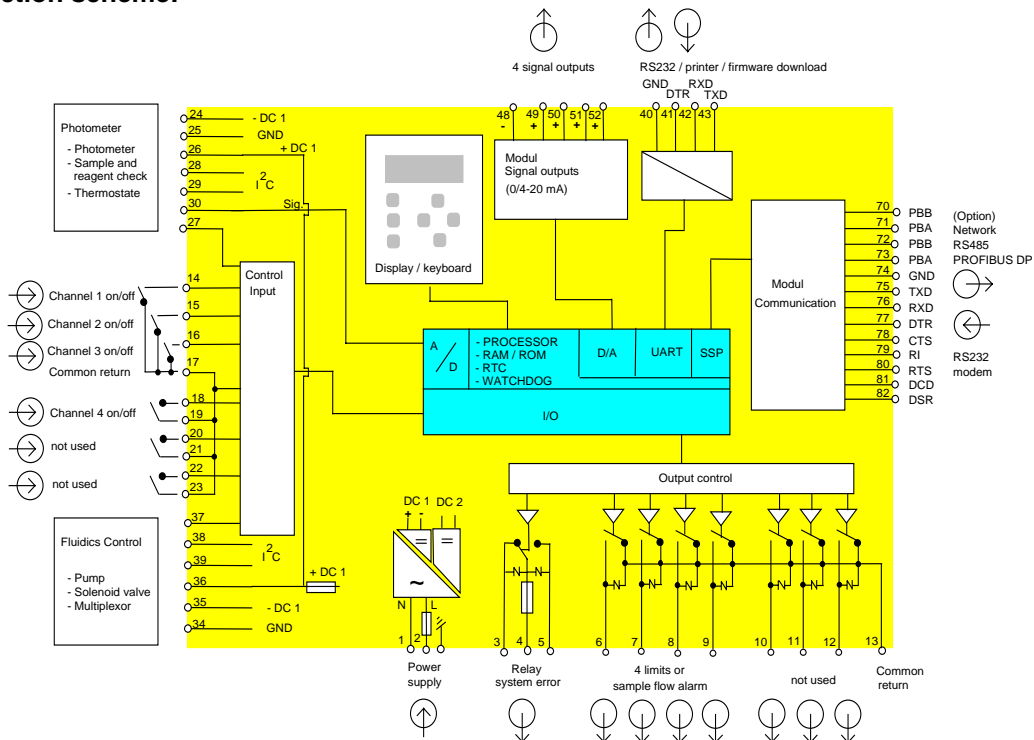 ction scheme:
4 signal outputs
RS232 / printer / firmware download
GND
DTR
RXD
TXD
48 49 50 51 52
- + + + +
40 41 42 43
Photometer
- Photometer
- Sample and
reagent check
- Thermostate
24 - DC 1
25 GND
26 + DC 1
28
29
I2C
30 Sig.
27
Display / keyboard
Modul
Signal outputs
(0/4-20 mA)
Modul
Communication
70 PBB (Option)
71 PBA Network
72 PBB RS485
73 PBA PROFIBUS DP
74 GND
75 TXD
76 RXD
77 DTR
78 CTS
79 RI RS232
80 RTS modem
81 DCD
82 DSR
Control
Input
14
Channel 1 on/off
15
Channel 2 on/off
16
Channel 3 on/off
17
Common return
18
Channel 4 on/off
19
20
not used
21
22
not used
23
A/D
- PROCESSOR
- RAM / ROM
- RTC
- WATCHDOG
D/A
UART
SSP
I/O
Output control
Fluidics Control
- Pump
- Solenoid valve
- Multiplexor
37
38
39
I2C
36 + DC 1
35 - DC 1
34 GND
DC 1 DC 2
+ -
= =
~
N L
1 2
Power
supply
N N
3 4 5
Relay
system error
N N N N
6 7 8 9
4 limits or
sample flow alarm
N N N
10 11 12 13
not used
Common
return